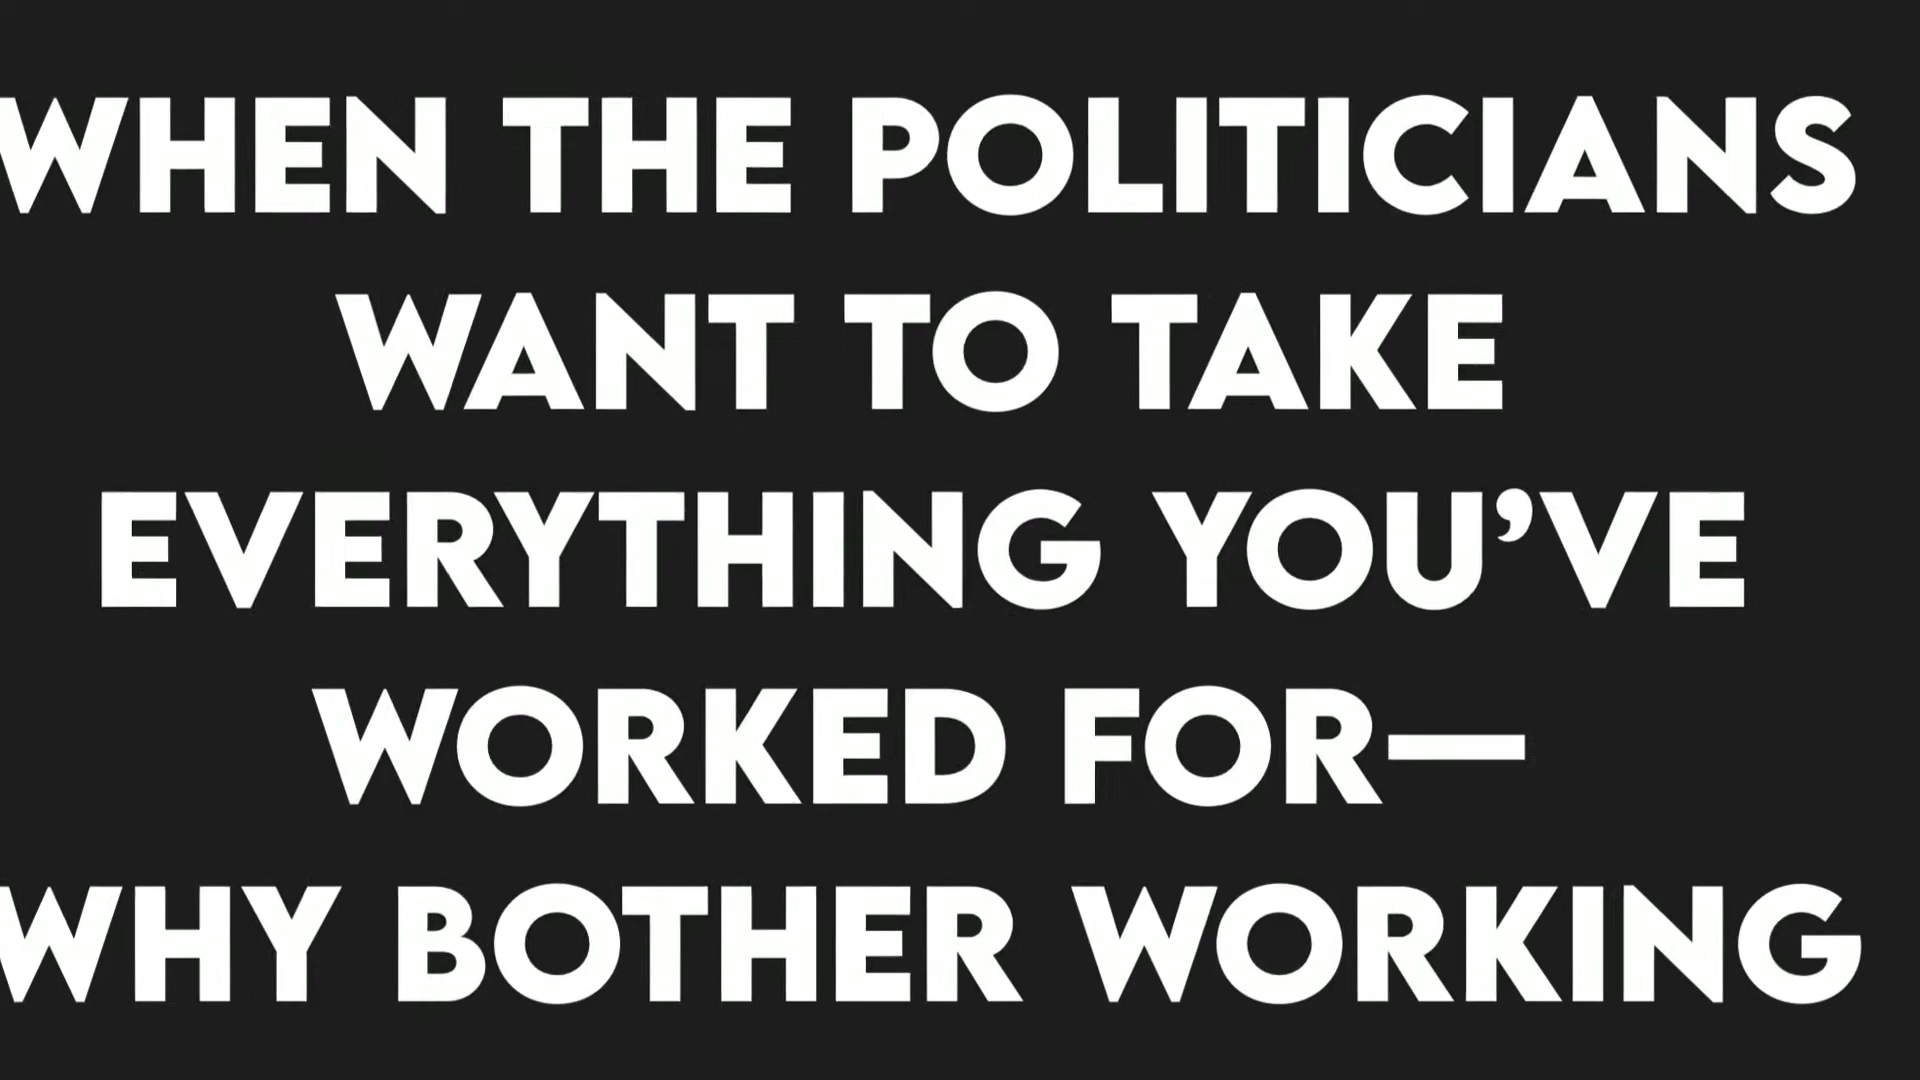 WHEN THE POLITICIANS
WANT TO TAKE
EVERYTHING YOU’VE
WORKED FOR—
WHY BOTHER WORKING